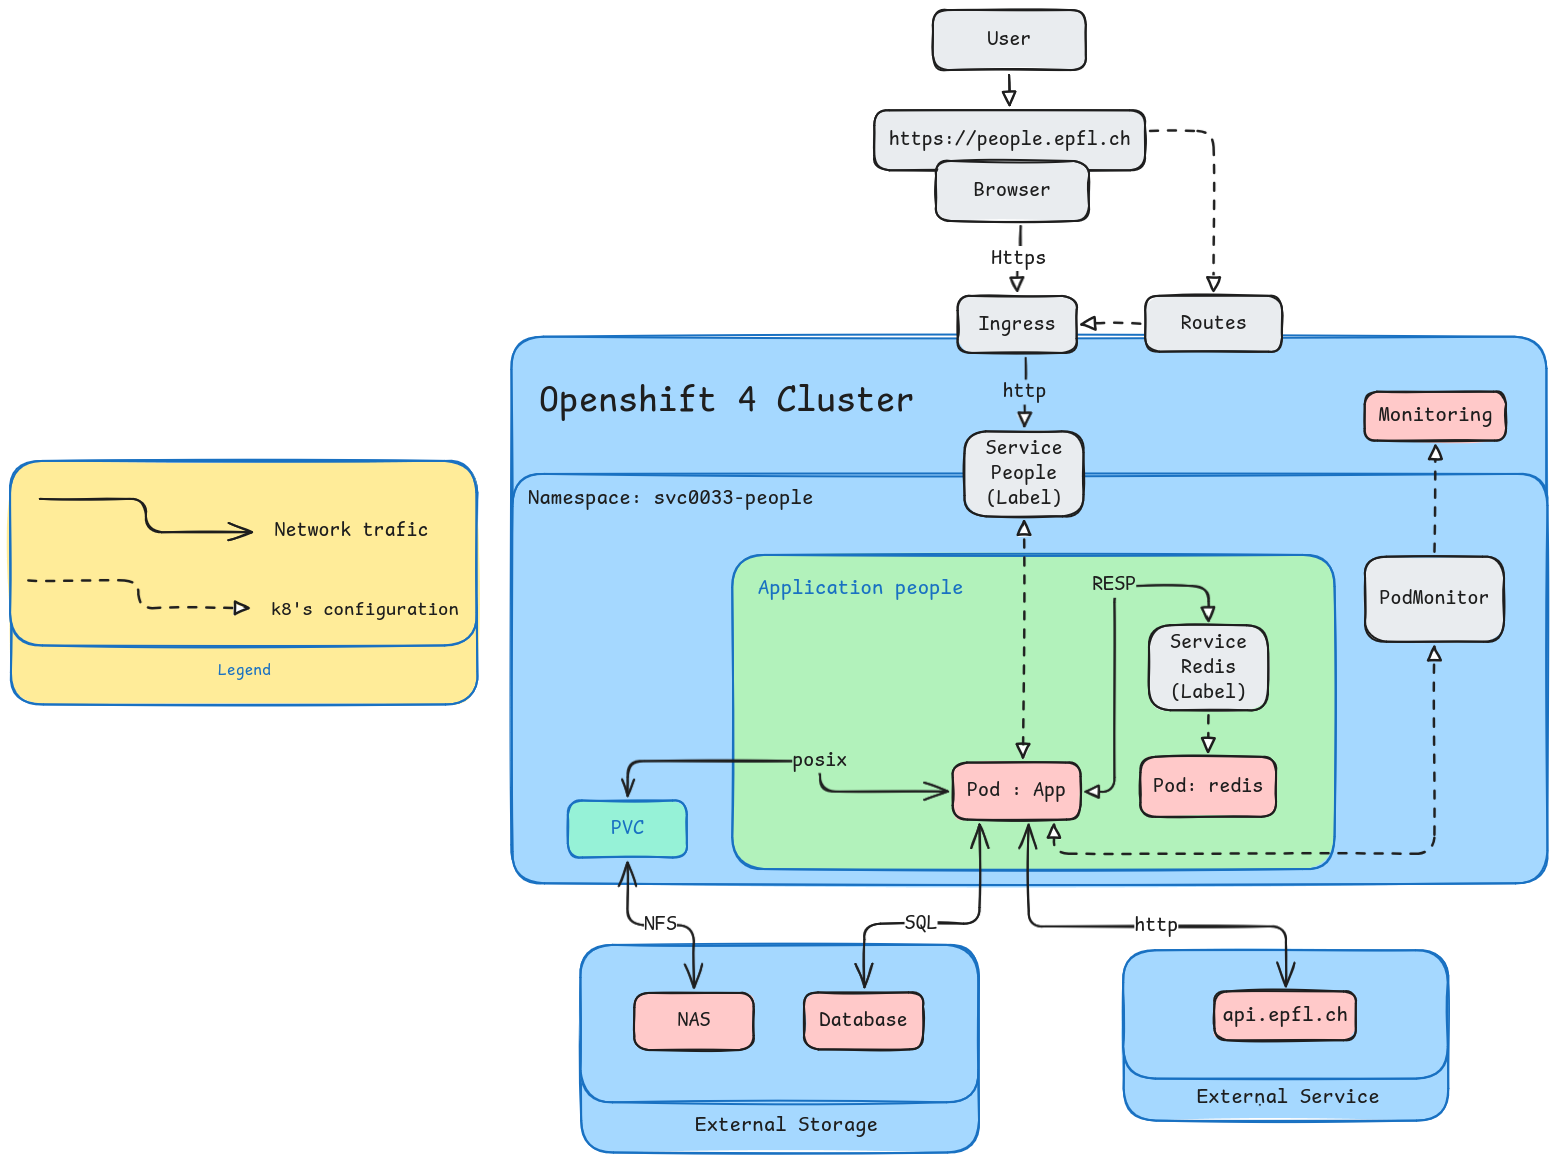 User
https://people.epfl.ch
Browser
Https
Ingress
Routes
http
Openshift 4 Cluster
Monitoring
Service
People
(Label)
Namespace: svc0033-people
Network trafic
k8's configuration
Legend
Application people
RESP
PodMonitor
Service
Redis
(Label)
posix
Pod : App
Pod: redis
PVC
NFS
SQL
http
NAS
Database
api.epfl.ch
External Storage
External Service